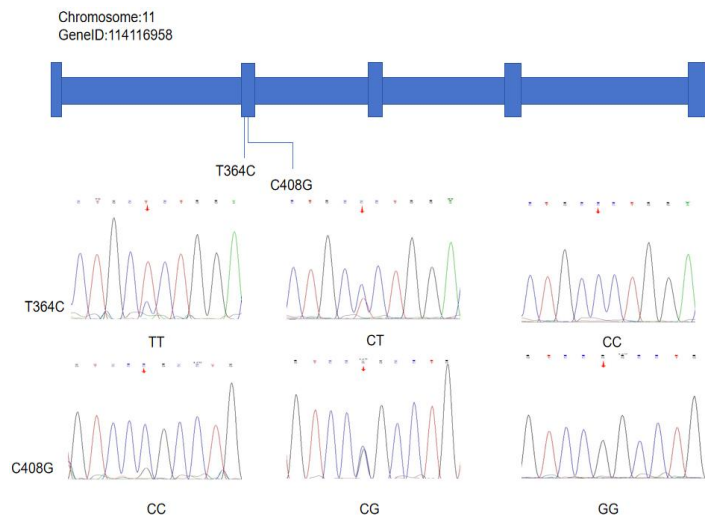 Chromosome:11
GeneID:114116958
T364C
C408G
T364C
TT
CT
CC
C408G
CC
CG
GG